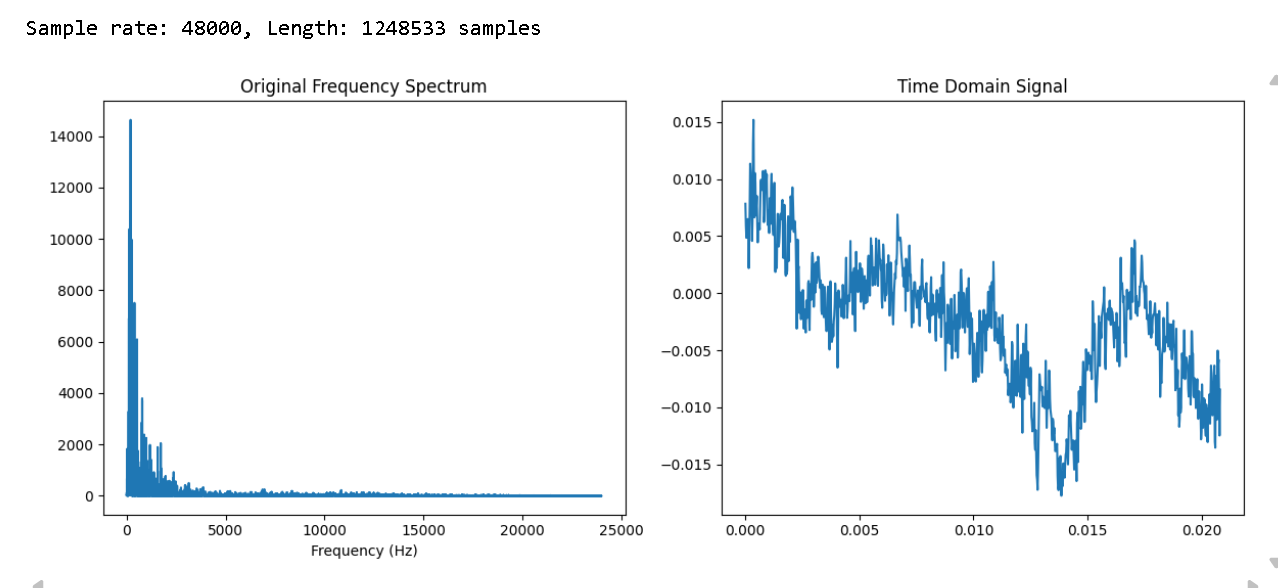 Sample rate: 48000, Length: 1248533 samples
Original Frequency Spectrum
14000
12000
10000
8000
6000
4000
2000
0
0 5000 10000 15000 20000 25000
Frequency (Hz)
Time Domain Signal
0.015
0.010
0.005
0.000
−0.005
−0.010
−0.015
0.000 0.005 0.010 0.015 0.020